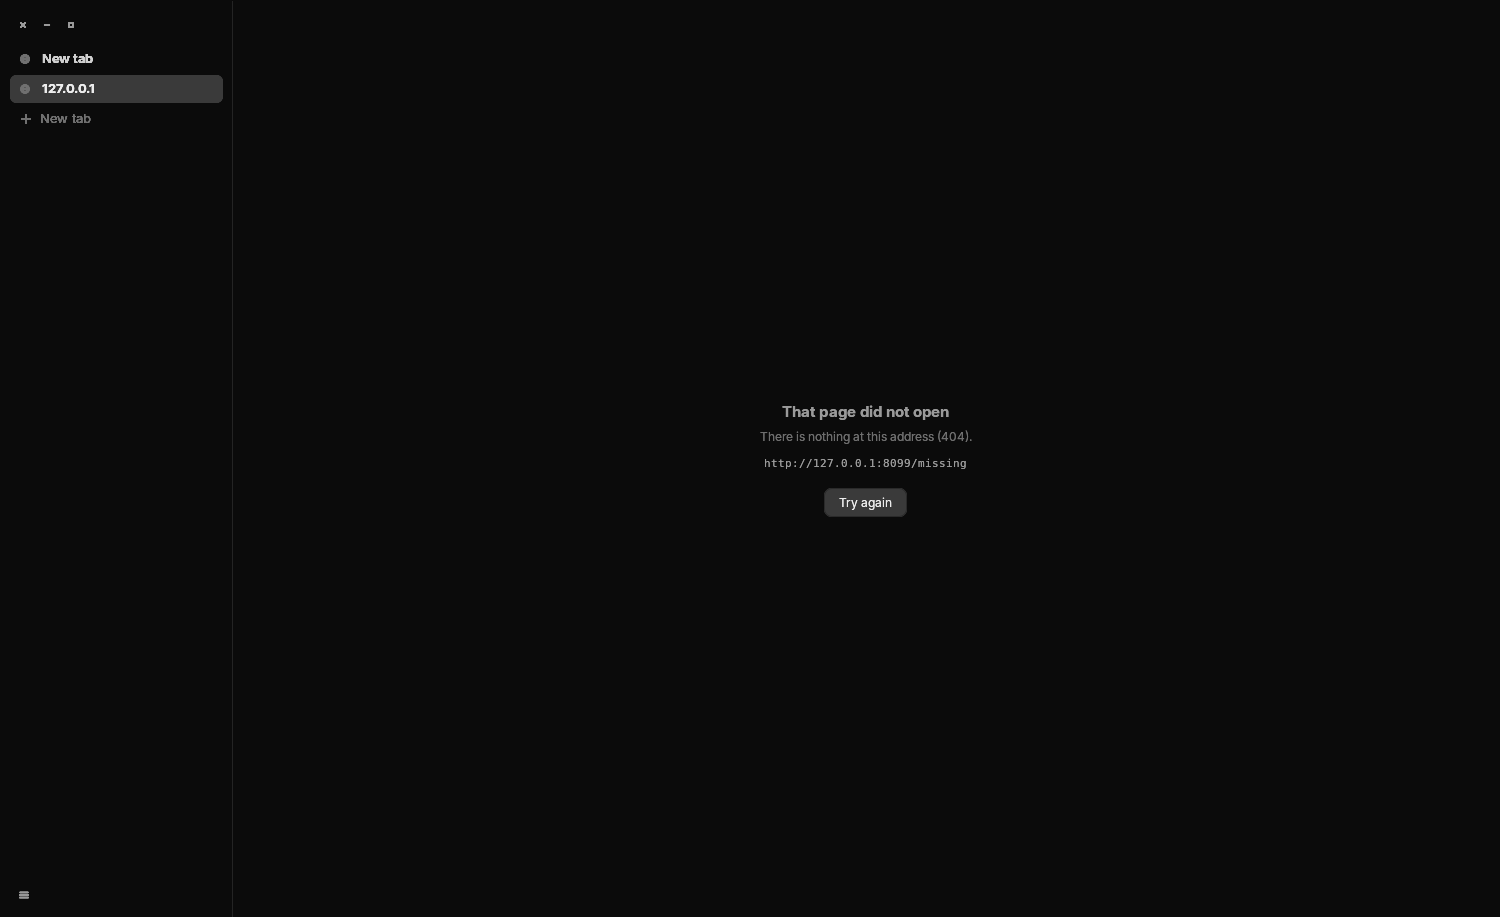 New tab
127.0.0.1
New tab
That page did not open
There is nothing at this address (404).
http://127.0.0.1:8099/missing
Try again